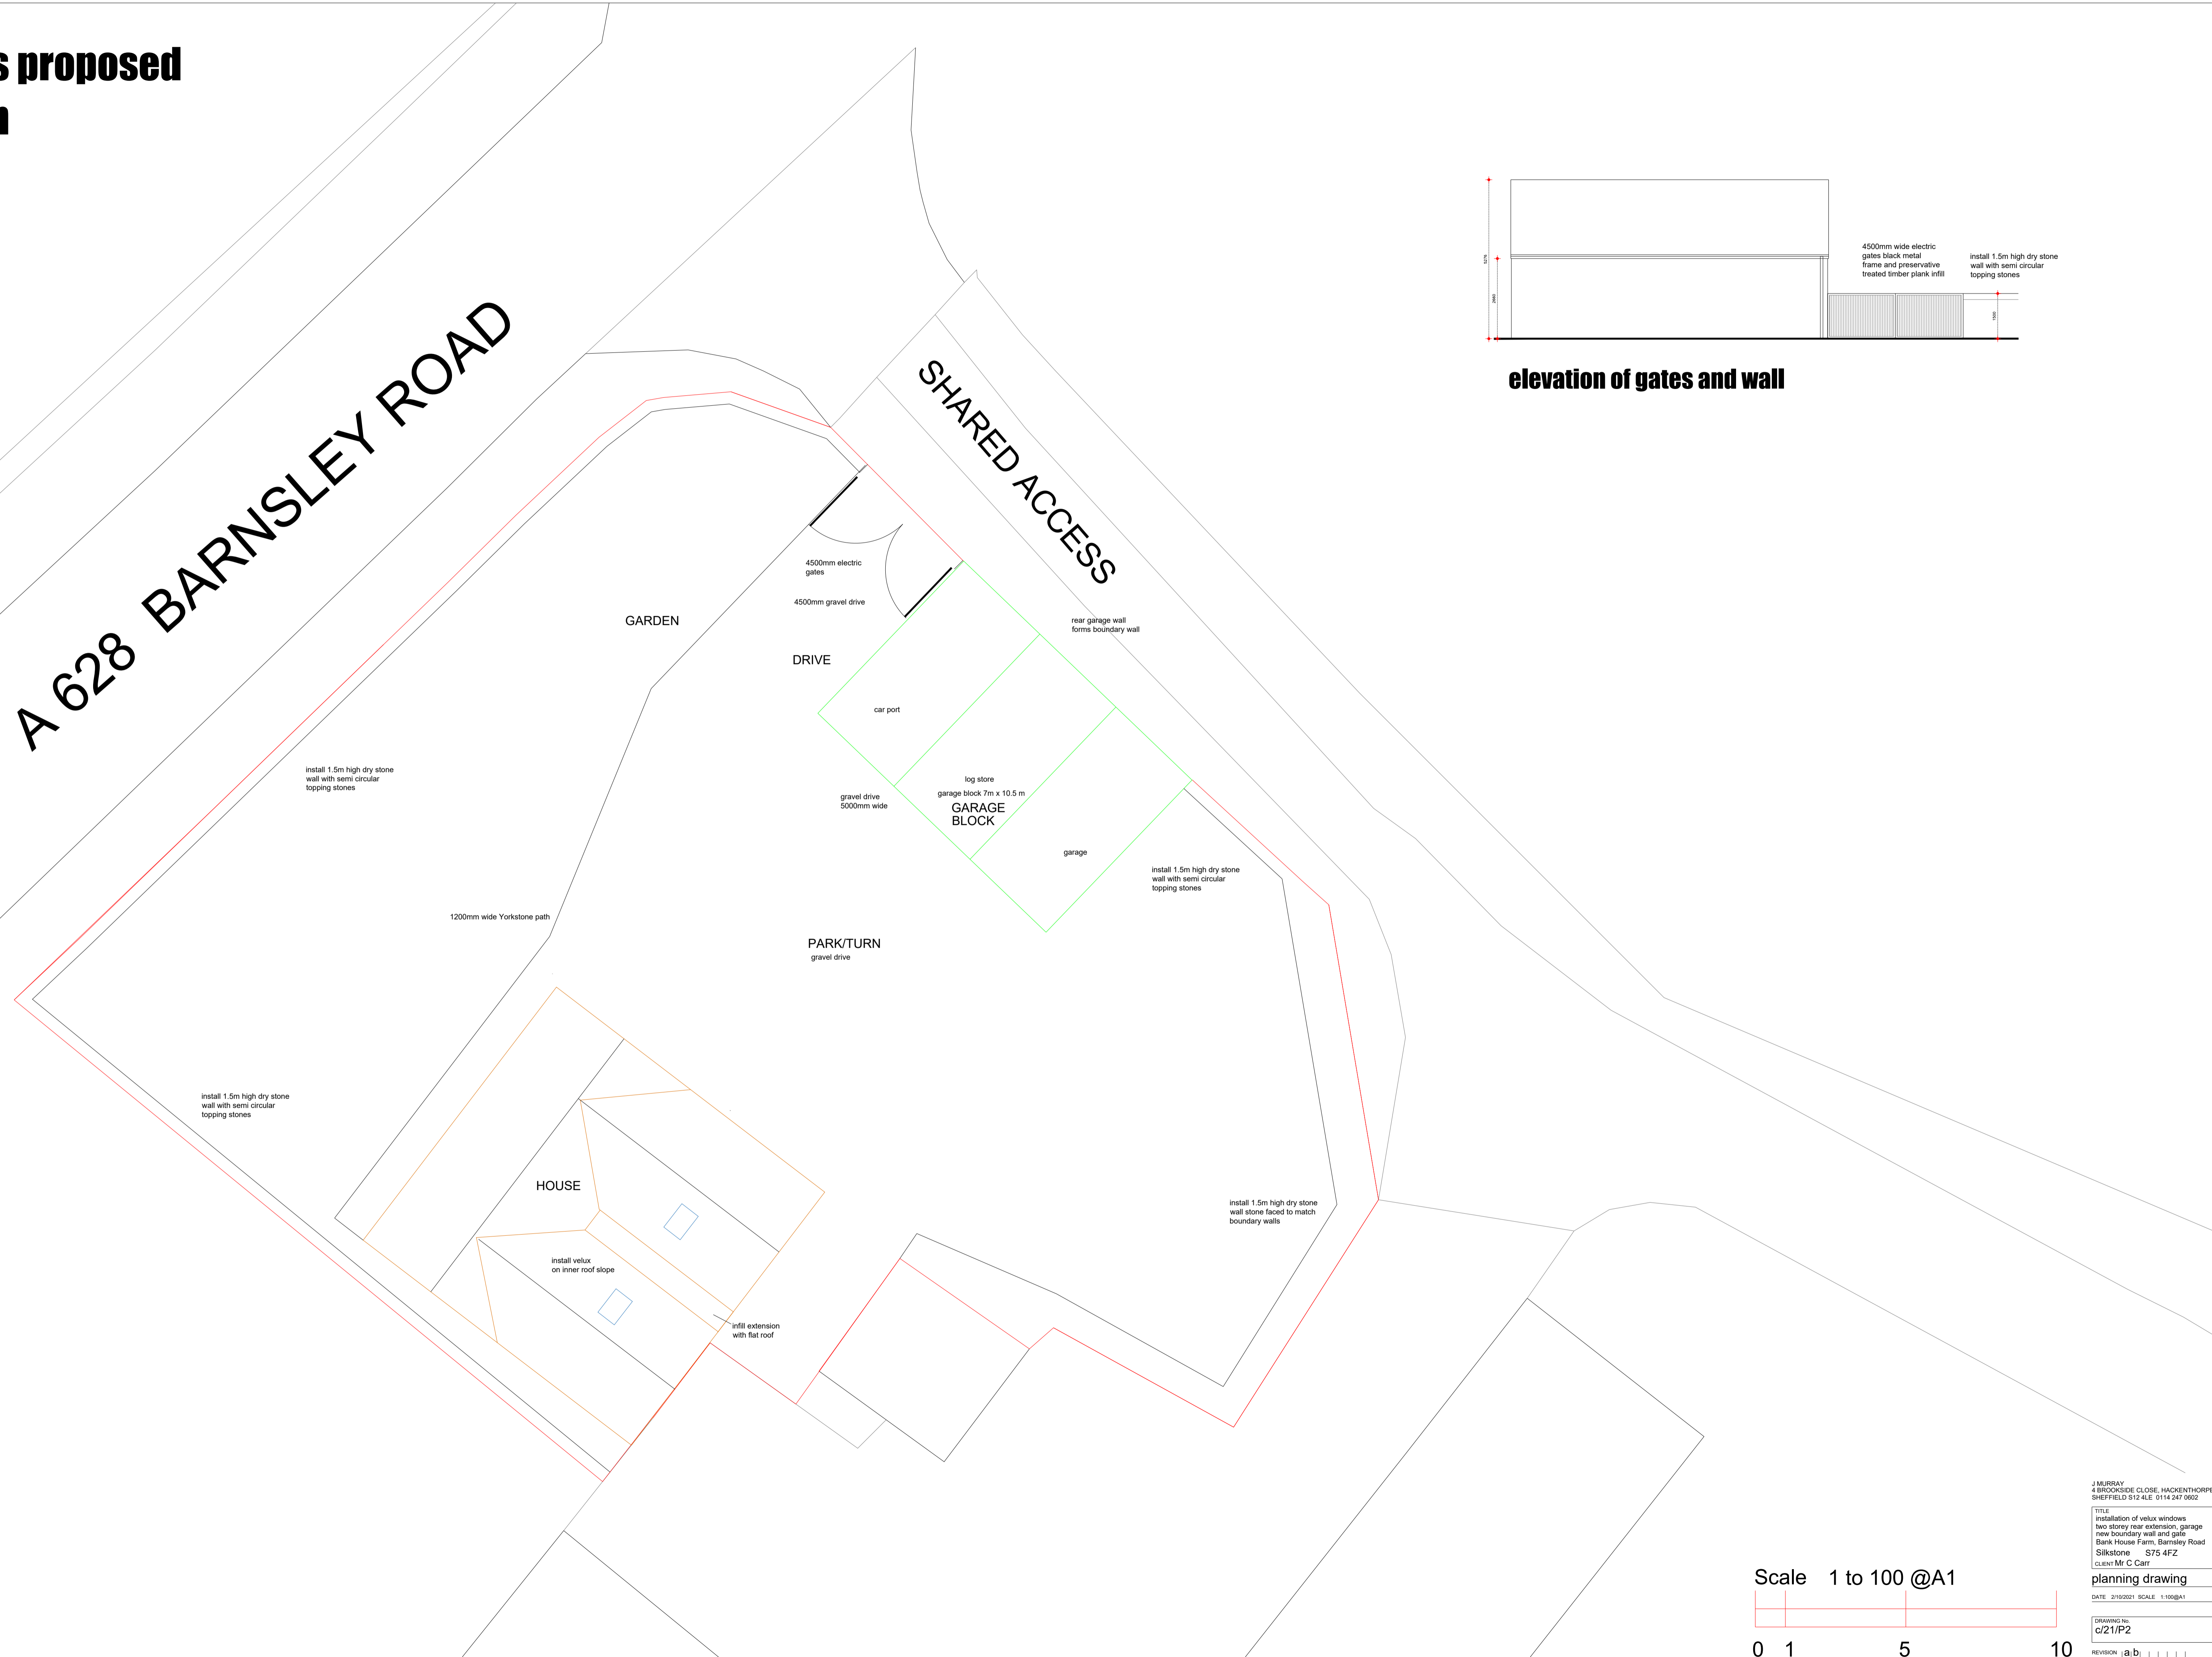 s proposed
n
A 628 BARNSLEY ROAD
SHARED ACCESS
5276
2660
4500mm wide electric
gates black metal
frame and preservative
treated timber plank infill
install 1.5m high dry stone
wall with semi circular
topping stones
1500
elevation of gates and wall
4500mm electric
gates
4500mm gravel drive
GARDEN
DRIVE
rear garage wall
forms boundary wall
car port
install 1.5m high dry stone
wall with semi circular
topping stones
gravel drive
5000mm wide
log store
garage block 7m x 10.5 m
GARAGE
BLOCK
garage
install 1.5m high dry stone
wall with semi circular
topping stones
1200mm wide Yorkstone path
PARK/TURN
gravel drive
install 1.5m high dry stone
wall with semi circular
topping stones
HOUSE
install 1.5m high dry stone
wall stone faced to match
boundary walls
install velux
on inner roof slope
infill extension
with flat roof
Scale 1 to 100 @A1
0 1 5 10
J MURRAY
4 BROOKSIDE CLOSE, HACKENTHORPE
SHEFFIELD S12 4LE 0114 247 0602
TITLE
installation of velux windows
two storey rear extension, garage
new boundary wall and gate
Bank House Farm, Barnsley Road
Silkstone S75 4FZ
CLIENT Mr C Carr
planning drawing
DATE 2/10/2021 SCALE 1:100@A1
DRAWING No.
c/21/P2
REVISION a b